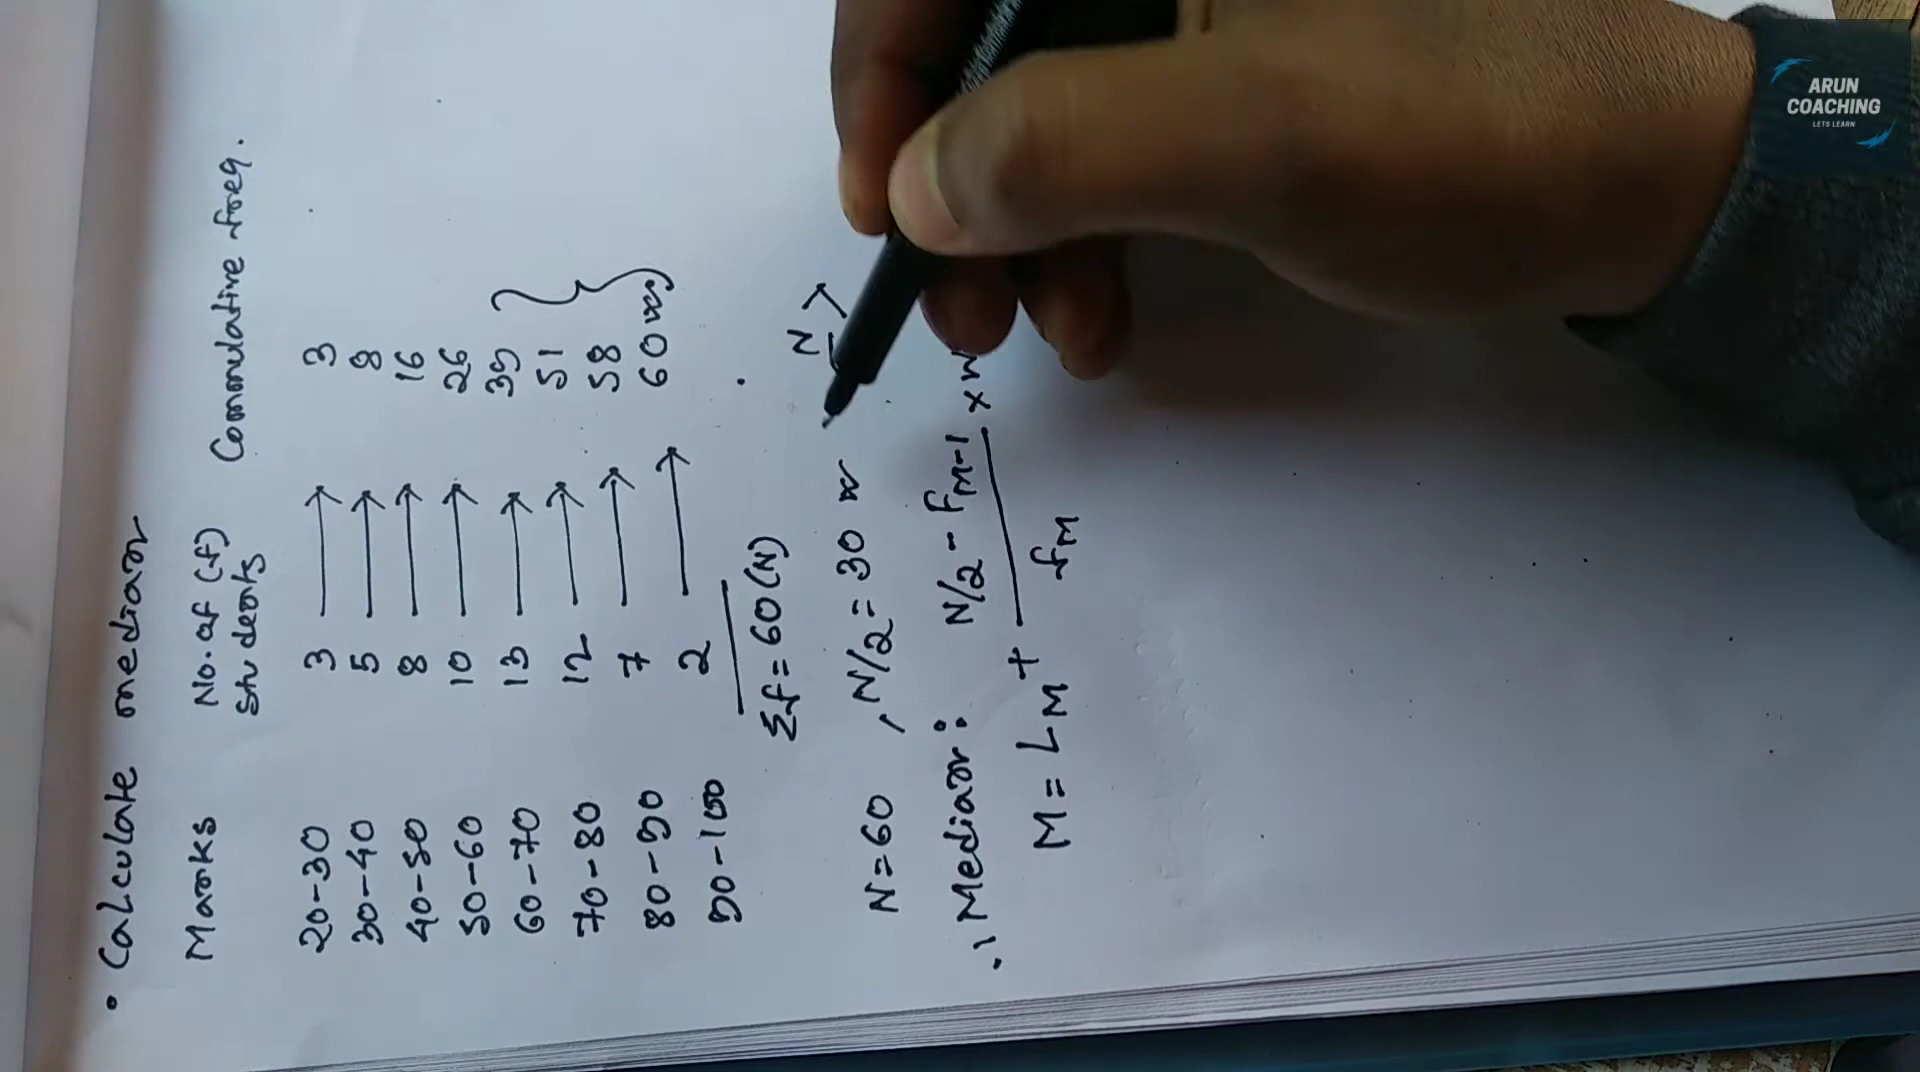 • Calculate median
Marks No. of (f) Commulative freq.
Students
20-30 3 → 3
30-40 5 → 8
40-50 8 → 16
50-60 10 → 26
60-70 13 → 39
70-80 12 → 51
80-90 7 → 58
90-100 2 → 60
Σf = 60 (N)
N
N=60 , N/2 = 30
Median:
N/2 - FM-1
M = LM + ———— ×w
fM
ARUN
COACHING
LETS LEARN